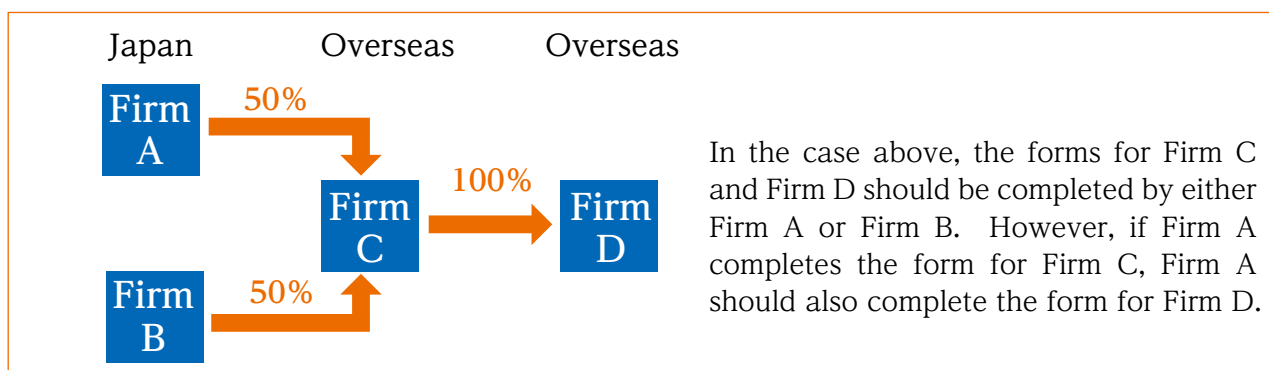 Japan Overseas Overseas
Firm
A
50%
Firm
C
100%
Firm
D
Firm
B
50%
In the case above, the forms for Firm C
and Firm D should be completed by either
Firm A or Firm B. However, if Firm A
completes the form for Firm C, Firm A
should also complete the form for Firm D.